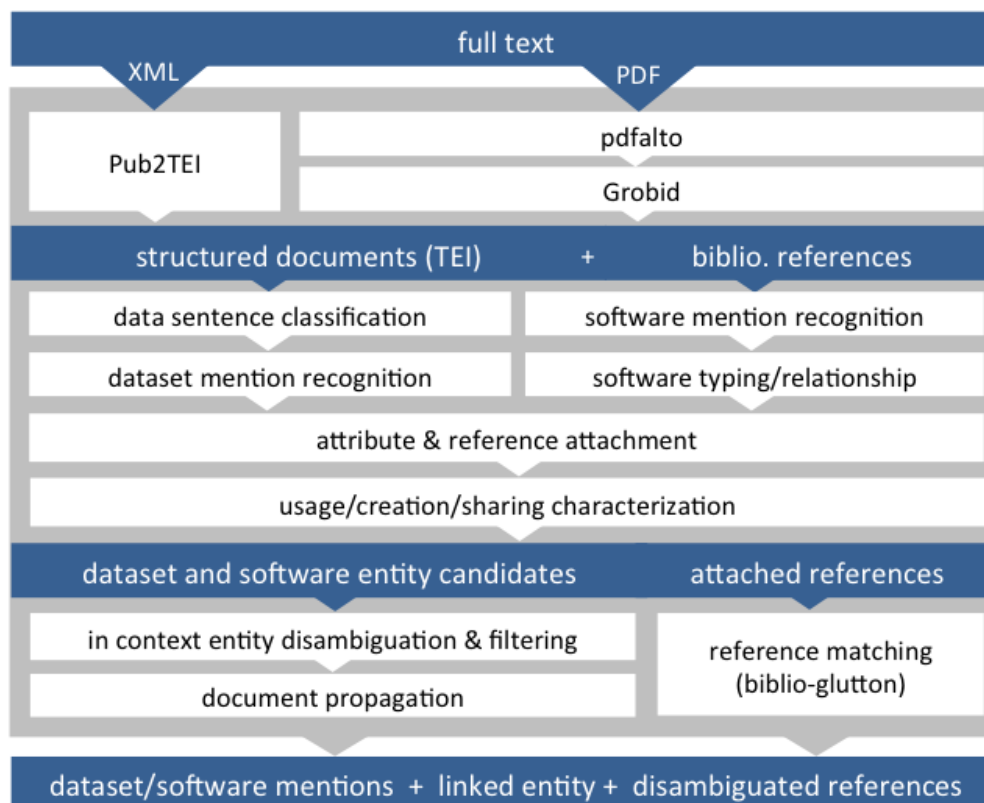 full text
XML
PDF
Pub2TEI
pdfalto
Grobid
structured documents (TEI) + biblio. references
data sentence classification
software mention recognition
dataset mention recognition
software typing/relationship
attribute & reference attachment
usage/creation/sharing characterization
dataset and software entity candidates
attached references
in context entity disambiguation & filtering
document propagation
reference matching
(biblio-glutton)
dataset/software mentions + linked entity + disambiguated references